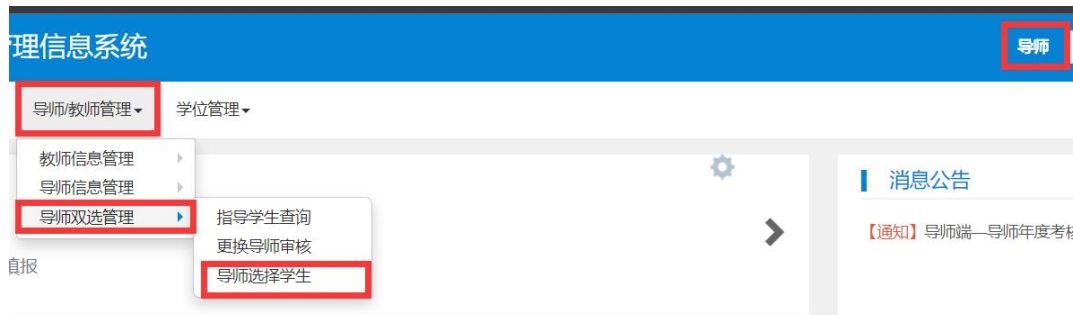 理信息系统
导师
导师/教师管理
学位管理
教师信息管理
导师信息管理
导师双选管理
指导学生查询
更换导师审核
导师选择学生
填报
消息公告
【通知】导师端—导师年度考核